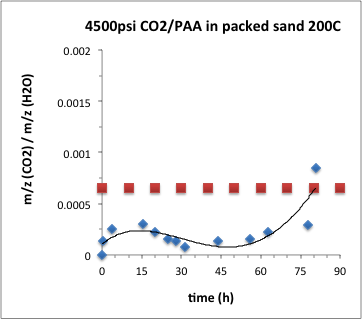 4500psi CO2/PAA in packed sand 200C
m/z (CO2) / m/z (H2O)
0.002
0.0015
0.001
0.0005
0
0 15 30 45 60 75 90
time (h)